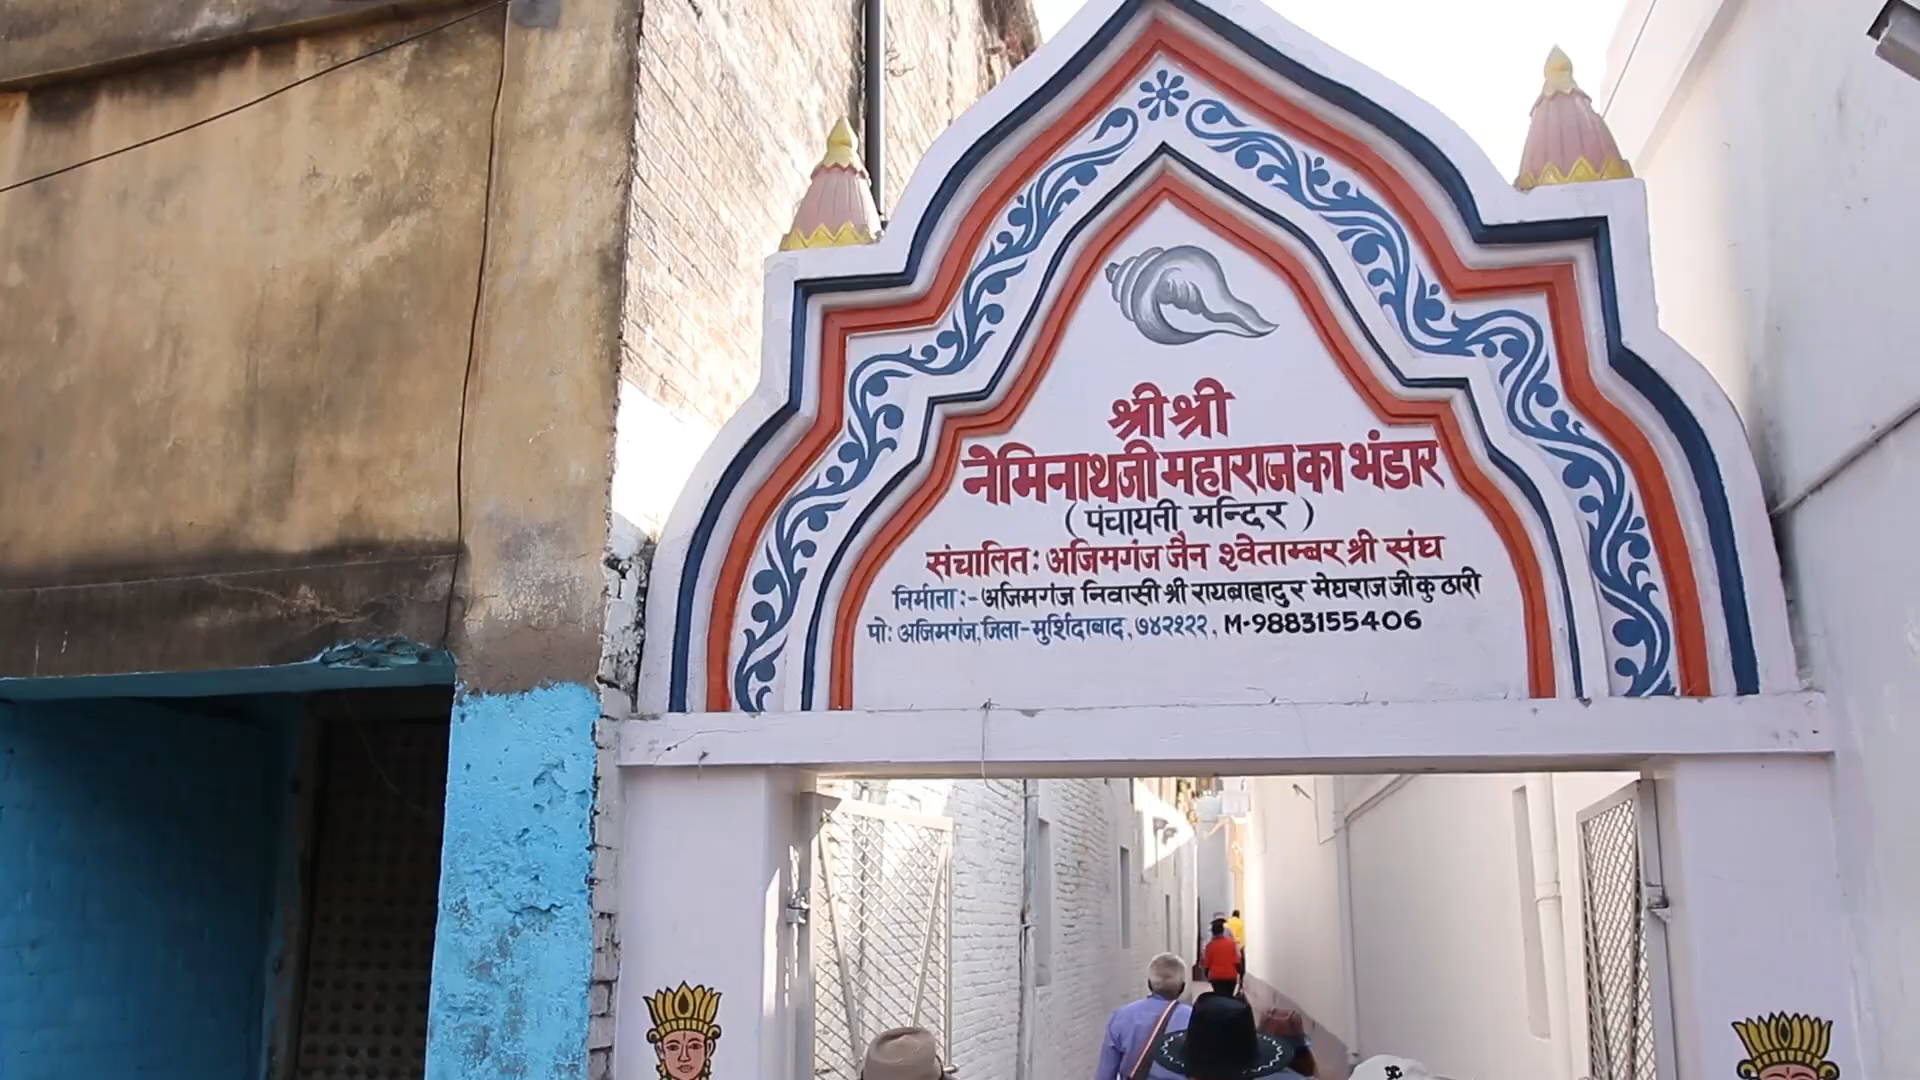 श्री श्री
नेमिनाथजी महाराज का भंडार
( पंचायती मन्दिर )
संचालित: अजिमगंज जैन श्वेताम्बर श्री संघ
निर्माता:- अजिमगंज निवासी श्री रायबाहादुर मेघराज जी कुठारी
पो: अजिमगंज, जिला-मुर्शिदाबाद, ७४२१२२, M-9883155406